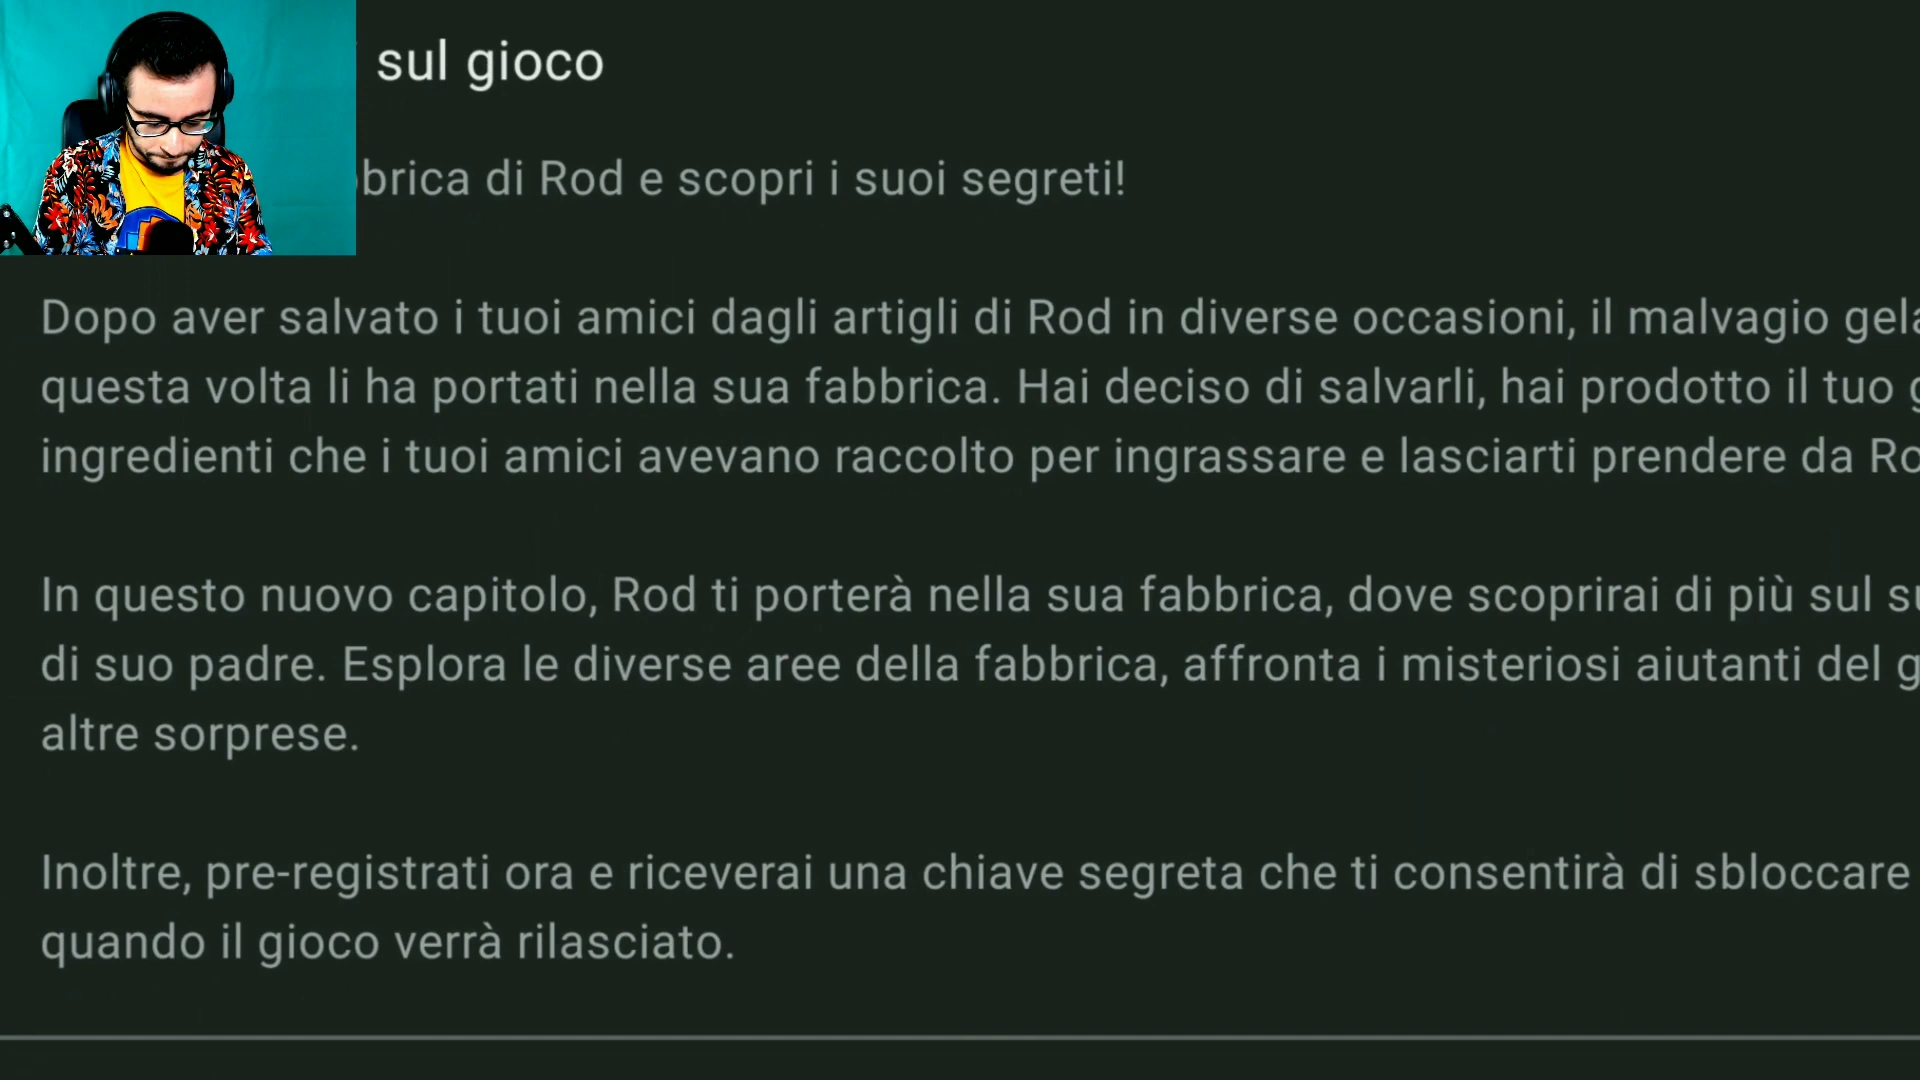 sul gioco
di Rod e scopri i suoi segreti!
Dopo aver salvato i tuoi amici dagli artigli di Rod in diverse occasioni, il malvagio
questa volta li ha portati nella sua fabbrica. Hai deciso di salvarli, hai prodotto il tuo
ingredienti che i tuoi amici avevano raccolto per ingrassare e lasciarti prendere da
In questo nuovo capitolo, Rod ti porterà nella sua fabbrica, dove scoprirai di più sul
di suo padre. Esplora le diverse aree della fabbrica, affronta i misteriosi aiutanti del
altre sorprese.
Inoltre, pre-registrati ora e riceverai una chiave segreta che ti consentirà di sbloccare
quando il gioco verrà rilasciato.